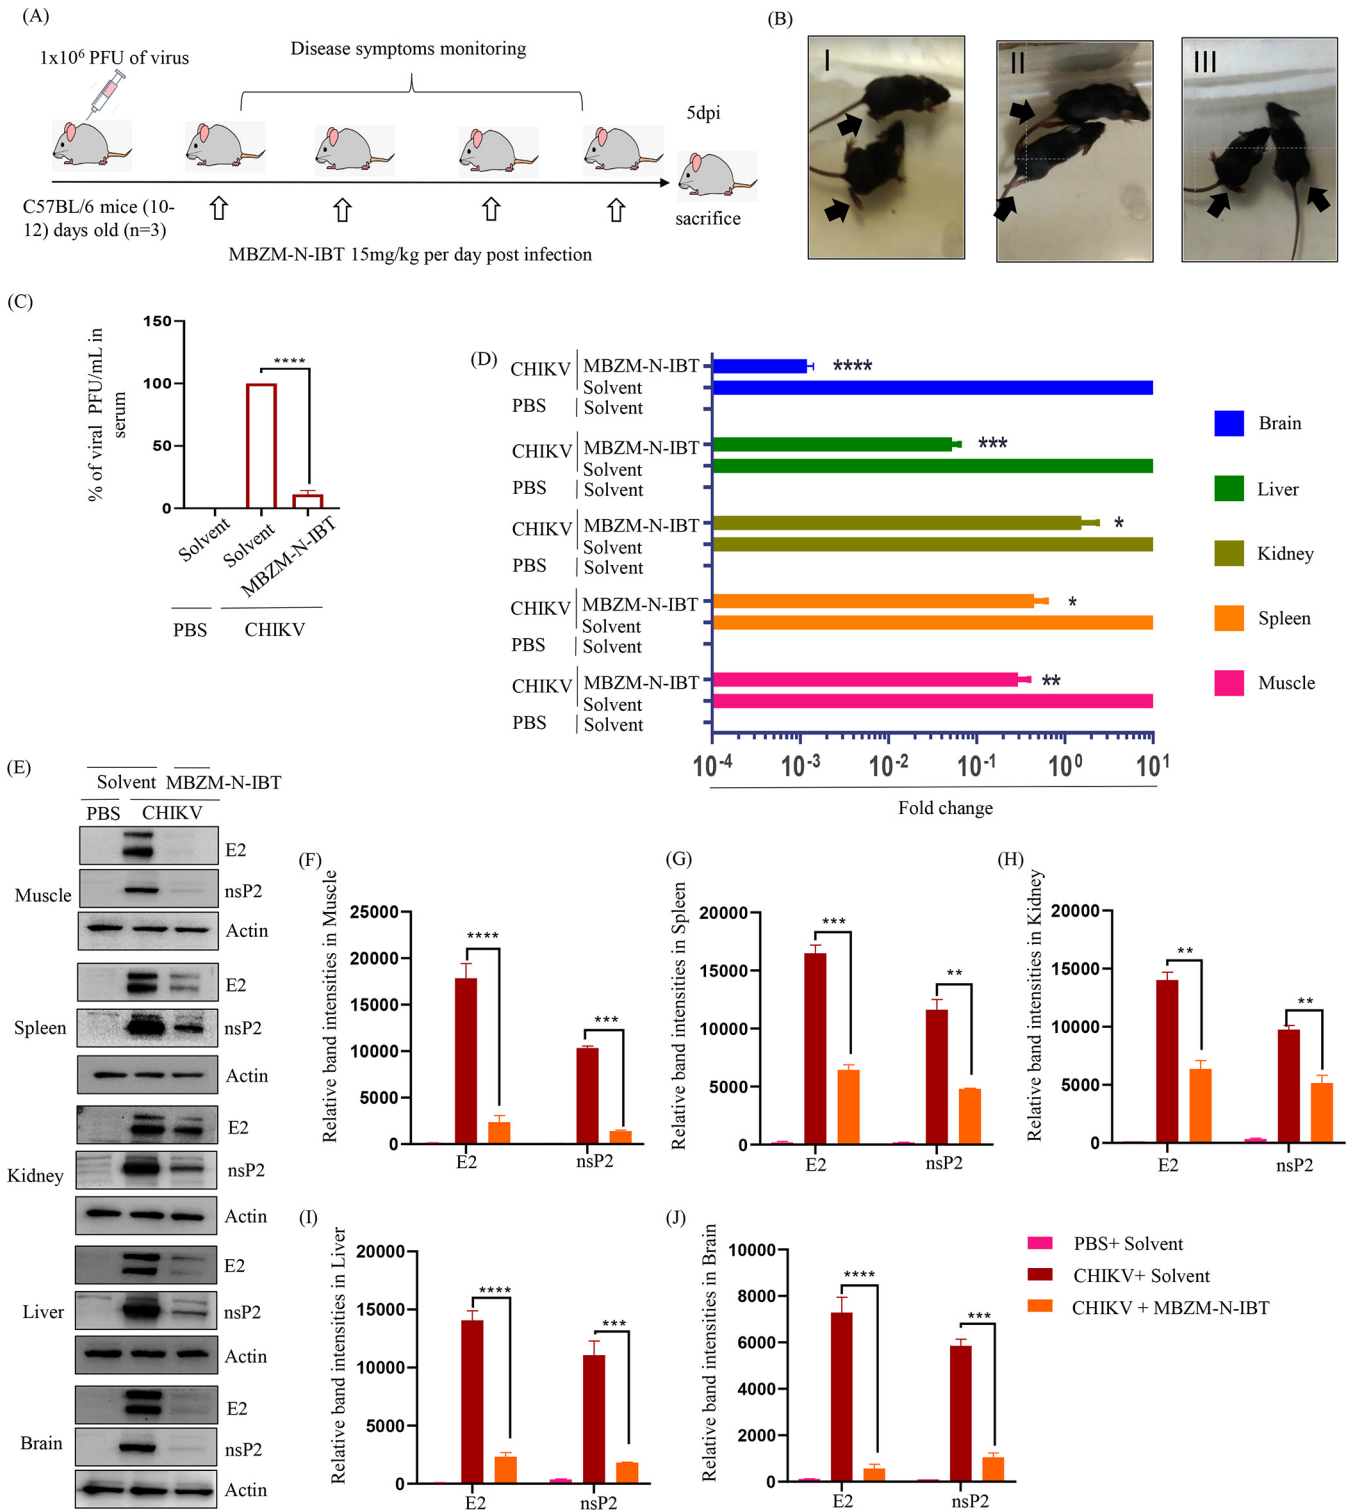 (A)
1x10⁶ PFU of virus
Disease symptoms monitoring
5dpi
C57BL/6 mice (10-
12) days old (n=3)
sacrifice
MBZM-N-IBT 15mg/kg per day post infection
(B)
I
II
III
(C)
% of viral PFU/mL in
serum
150
100
50
0
****
Solvent
Solvent
MBZM-N-IBT
PBS
CHIKV
(D)
CHIKV
MBZM-N-IBT
****
Solvent
PBS
Solvent
CHIKV
MBZM-N-IBT
***
Solvent
PBS
Solvent
CHIKV
MBZM-N-IBT
*
Solvent
PBS
Solvent
CHIKV
MBZM-N-IBT
*
Solvent
PBS
Solvent
CHIKV
MBZM-N-IBT
**
Solvent
PBS
Solvent
10⁻⁴ 10⁻³ 10⁻² 10⁻¹ 10⁰ 10¹
Fold change
Brain
Liver
Kidney
Spleen
Muscle
(E)
Solvent
MBZM-N-IBT
PBS
CHIKV
E2
Muscle
nsP2
Actin
E2
Spleen
nsP2
Actin
E2
Kidney
nsP2
Actin
E2
Liver
nsP2
Actin
E2
Brain
nsP2
Actin
(F)
Relative band intensities in Muscle
25000
20000
15000
10000
5000
0
****
***
E2
nsP2
(G)
Relative band intensities in Spleen
20000
15000
10000
5000
0
***
**
E2
nsP2
(H)
Relative band intensities in Kidney
20000
15000
10000
5000
0
**
**
E2
nsP2
(I)
Relative band intensities in Liver
20000
15000
10000
5000
0
****
***
E2
nsP2
(J)
Relative band intensities in Brain
10000
8000
6000
4000
2000
0
****
***
E2
nsP2
PBS+ Solvent
CHIKV+ Solvent
CHIKV + MBZM-N-IBT